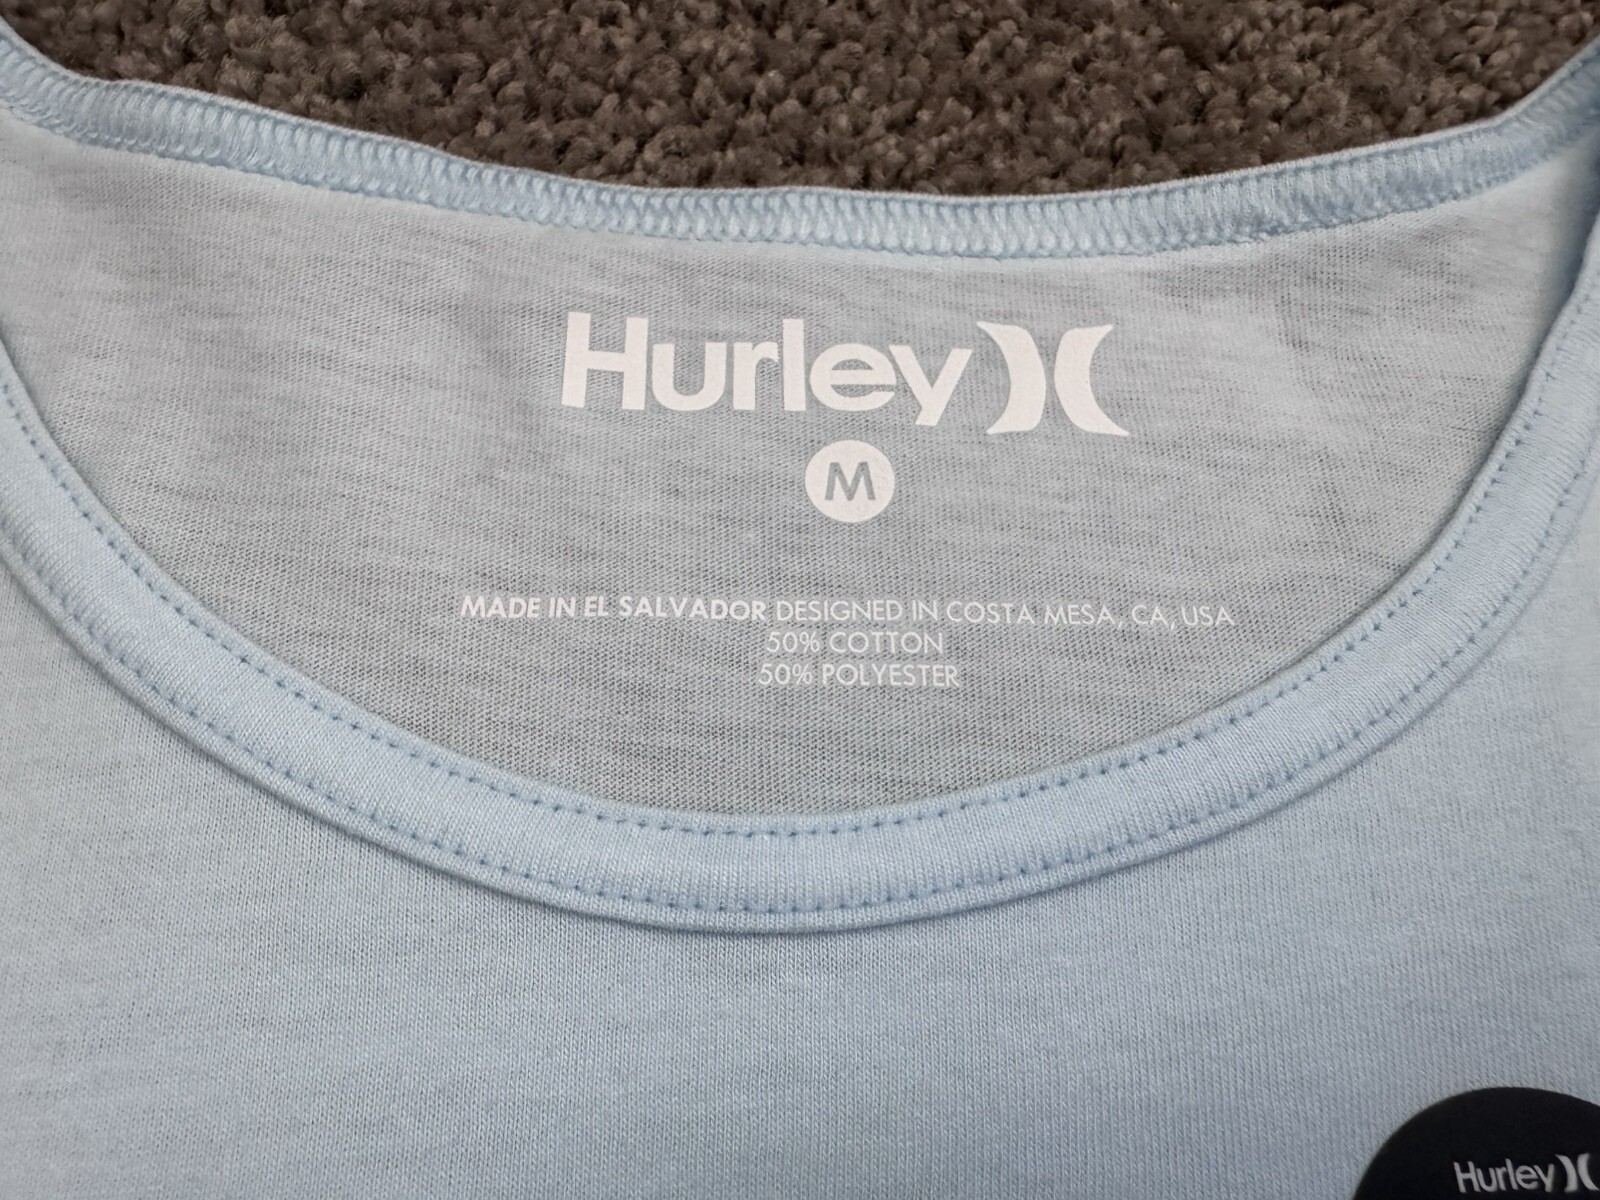 Hurley
M
MADE IN EL SALVADOR DESIGNED IN COSTA MESA, CA, USA
50% COTTON
50% POLYESTER
Hurley